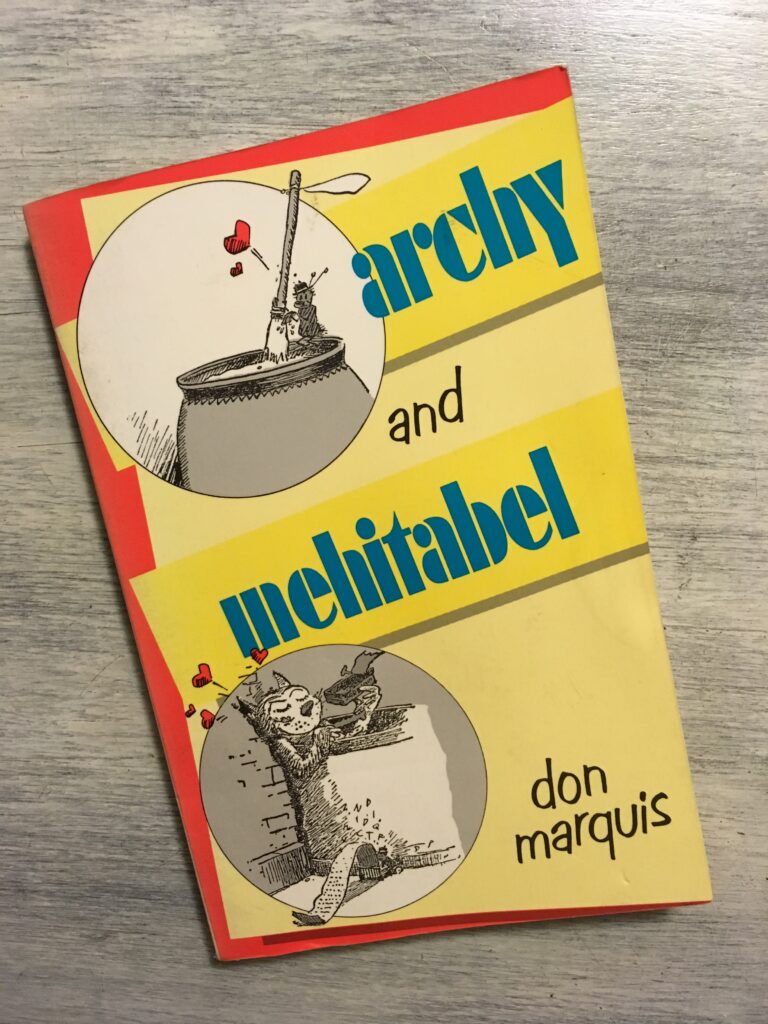 archy
and
mehitabel
don
marquis